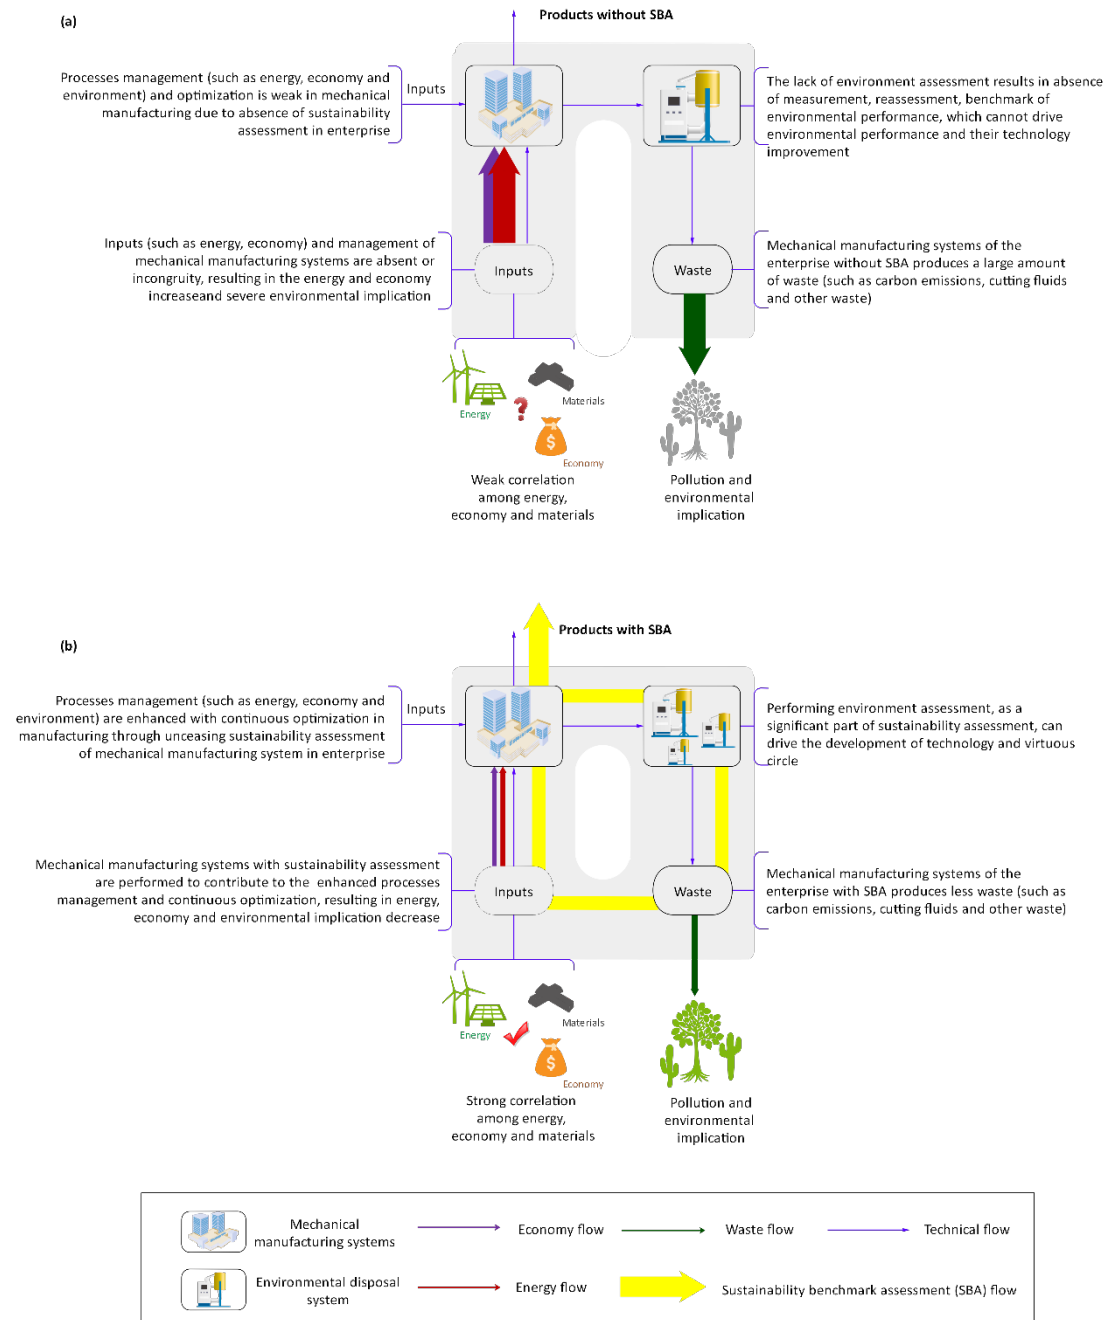 (a)
Products without SBA
Processes management (such as energy, economy and
environment) and optimization is weak in mechanical
manufacturing due to absence of sustainability
assessment in enterprise
Inputs
The lack of environment assessment results in absence
of measurement, reassessment, benchmark of
environmental performance, which cannot drive
environmental performance and their technology
improvement
Inputs (such as energy, economy) and management of
mechanical manufacturing systems are absent or
incongruity, resulting in the energy and economy
increaseand severe environmental implication
Inputs
Waste
Mechanical manufacturing systems of the
enterprise without SBA produces a large amount
of waste (such as carbon emissions, cutting fluids
and other waste)
Energy
?
Materials
$
Economy
Weak correlation
among energy,
economy and materials
Pollution and
environmental
implication
(b)
Products with SBA
Processes management (such as energy, economy and
environment) are enhanced with continuous optimization in
manufacturing through unceasing sustainability assessment
of mechanical manufacturing system in enterprise
Inputs
Performing environment assessment, as a
significant part of sustainability assessment, can
drive the development of technology and virtuous
circle
Mechanical manufacturing systems with sustainability assessment
are performed to contribute to the enhanced processes
management and continuous optimization, resulting in energy,
economy and environmental implication decrease
Inputs
Waste
Mechanical manufacturing systems of the
enterprise with SBA produces less waste (such as
carbon emissions, cutting fluids and other waste)
Energy
Materials
$
Economy
Strong correlation
among energy,
economy and materials
Pollution and
environmental
implication
Mechanical
manufacturing systems
Economy flow
Waste flow
Technical flow
Environmental disposal
system
Energy flow
Sustainability benchmark assessment (SBA) flow